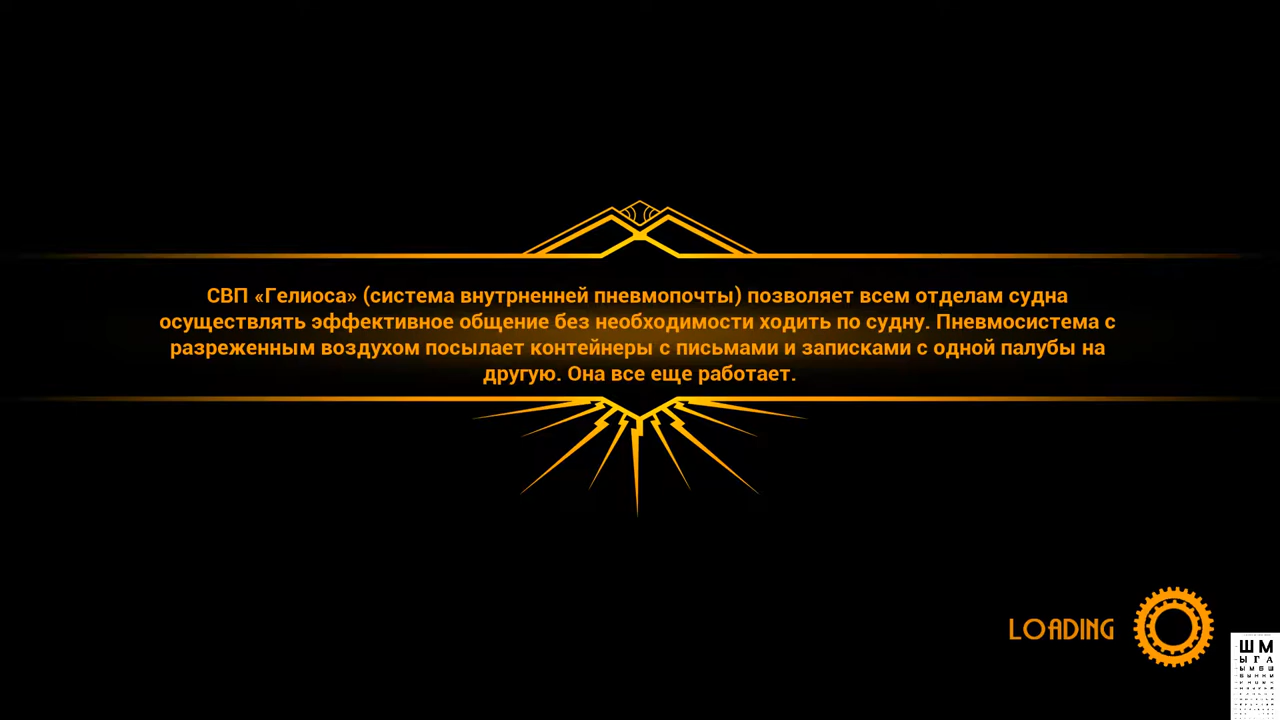 СВП «Гелиоса» (система внутрненней пневмопочты) позволяет всем отделам судна
осуществлять эффективное общение без необходимости ходить по судну. Пневмосистема с
разреженным воздухом посылает контейнеры с письмами и записками с одной палубы на
другую. Она все еще работает.
LOADING
Ш М
Ы Г А
Ы М Б Ш
Б Ы Н К И